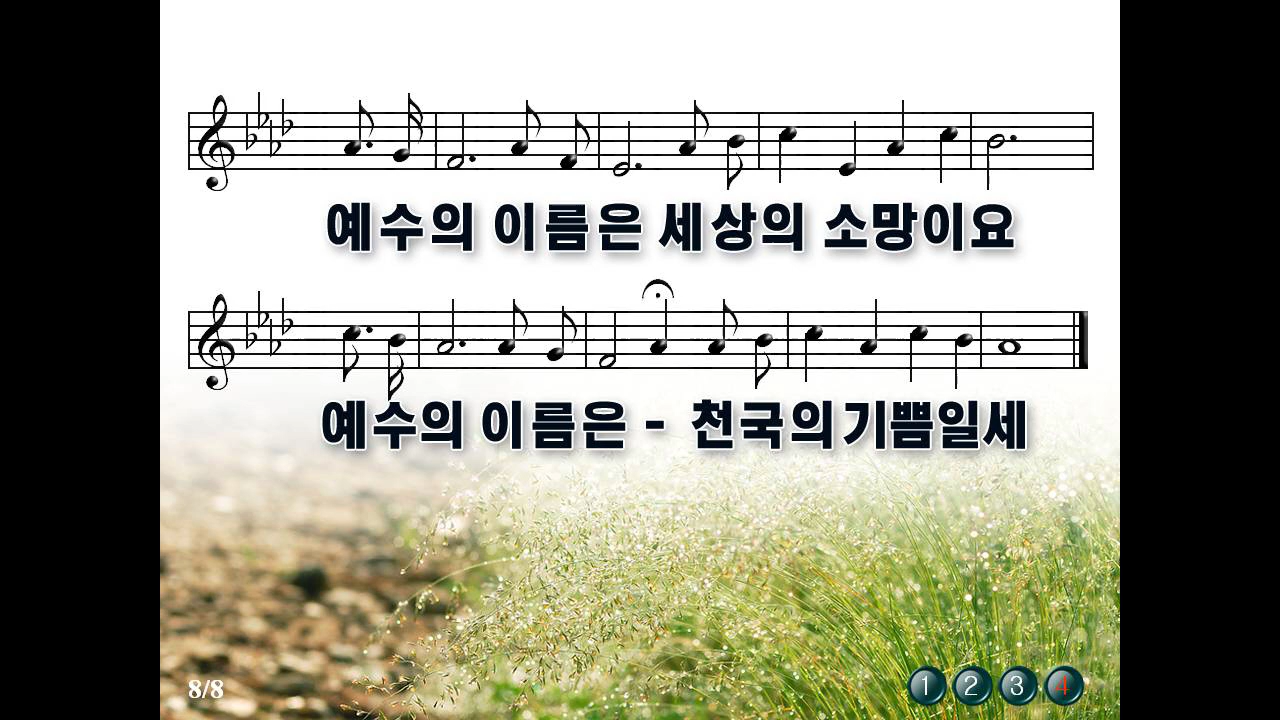 예수의 이름은 세상의 소망이요
예수의 이름은 - 천국의기쁨일세
8/8
1 2 3 4